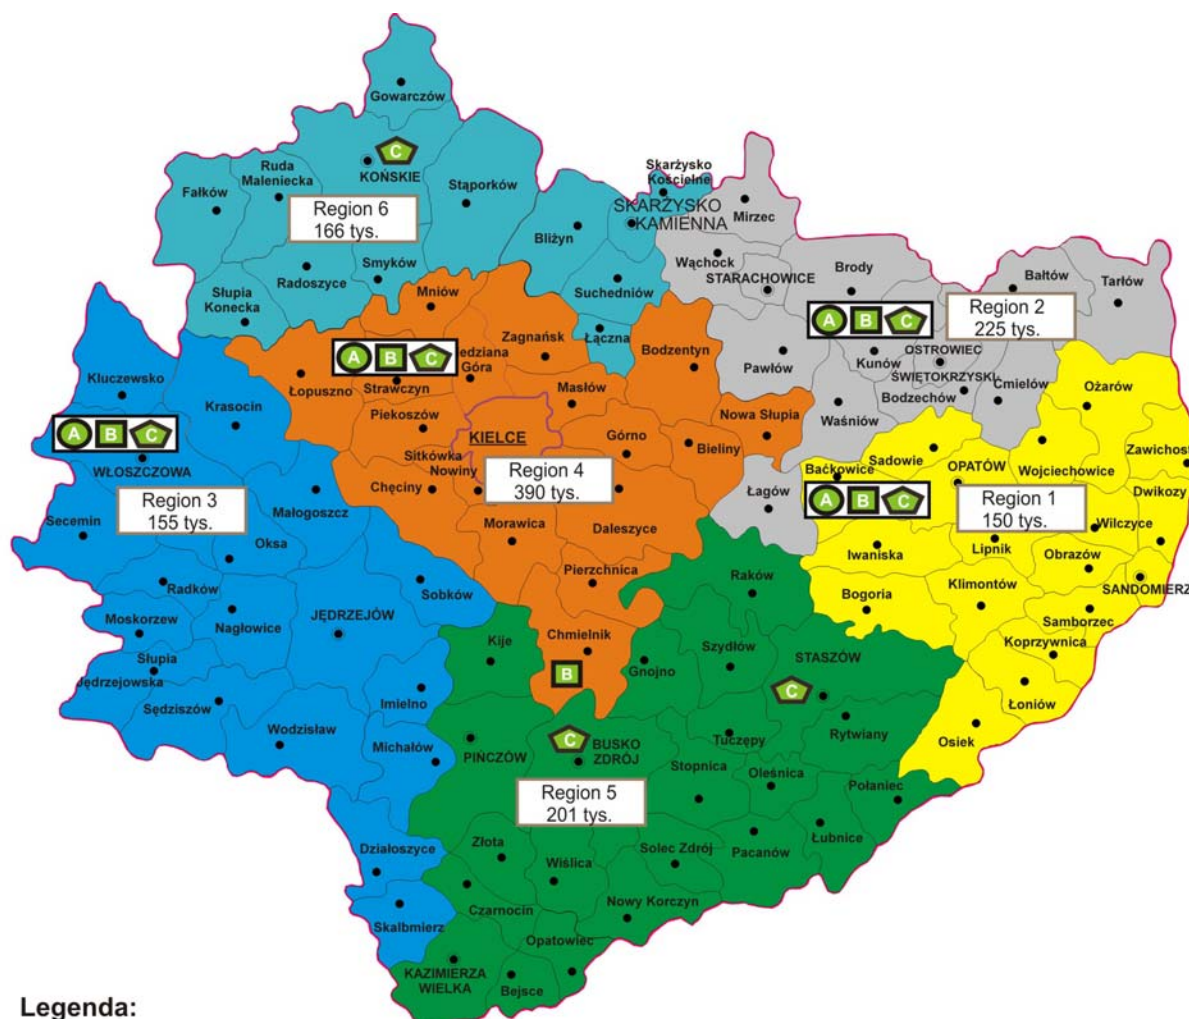 Gowarczów
C
KOŃSKIE
Ruda
Maleniecka
Fałków
Stąporków
Region 6
166 tys.
Skarżysko
Kościelne
SKARŻYSKO
KAMIENNA
Bliżyn
Mirzec
Wąchock
STARACHOWICE
Brody
Bałtów
Tarłów
Smyków
Radoszyce
Słupia
Konecka
Mniów
Suchedniów
Łączna
Zagnańsk
Bodzentyn
A B C
Region 2
225 tys.
Pawłów
Kunów
OSTROWIEC
ŚWIĘTOKRZYSKI
Bodzechów
Ćmielów
Waśniów
Ożarów
Kluczewsko
Krasocin
A B C
edziana
Góra
Łopuszno
Strawczyn
Masłów
Piekoszów
KIELCE
Nowa Słupia
Górno
Bieliny
Sitkówka
Nowiny
A B C
WŁOSZCZOWA
Region 3
155 tys.
Chęciny
Region 4
390 tys.
Łagów
Baćkowice
Sadowie
OPATÓW
Wojciechowice
Zawichost
A B C
Region 1
150 tys.
Dwikozy
Wilczyce
Secemin
Małogoszcz
Oksa
Morawica
Daleszyce
Iwaniska
Lipnik
Obrazów
Radków
Sobków
Pierzchnica
Raków
Bogoria
Klimontów
SANDOMIERZ
Moskorzew
Nagłowice
JĘDRZEJÓW
Samborzec
Koprzywnica
Słupia
Jędrzejowska
Kije
Chmielnik
B
Gnojno
Szydłów
STASZÓW
C
Łoniów
Sędziszów
Imielno
Wodzisław
Michałów
PIŃCZÓW
C
BUSKO
ZDRÓJ
Tuczępy
Rytwiany
Osiek
Stopnica
Oleśnica
Połaniec
Region 5
201 tys.
Łubnice
Pacanów
Solec Zdrój
Złota
Wiślica
Działoszyce
Czarnocin
Nowy Korczyn
Skalbmierz
Opatowiec
KAZIMIERZA
WIELKA
Bejsce
Legenda: